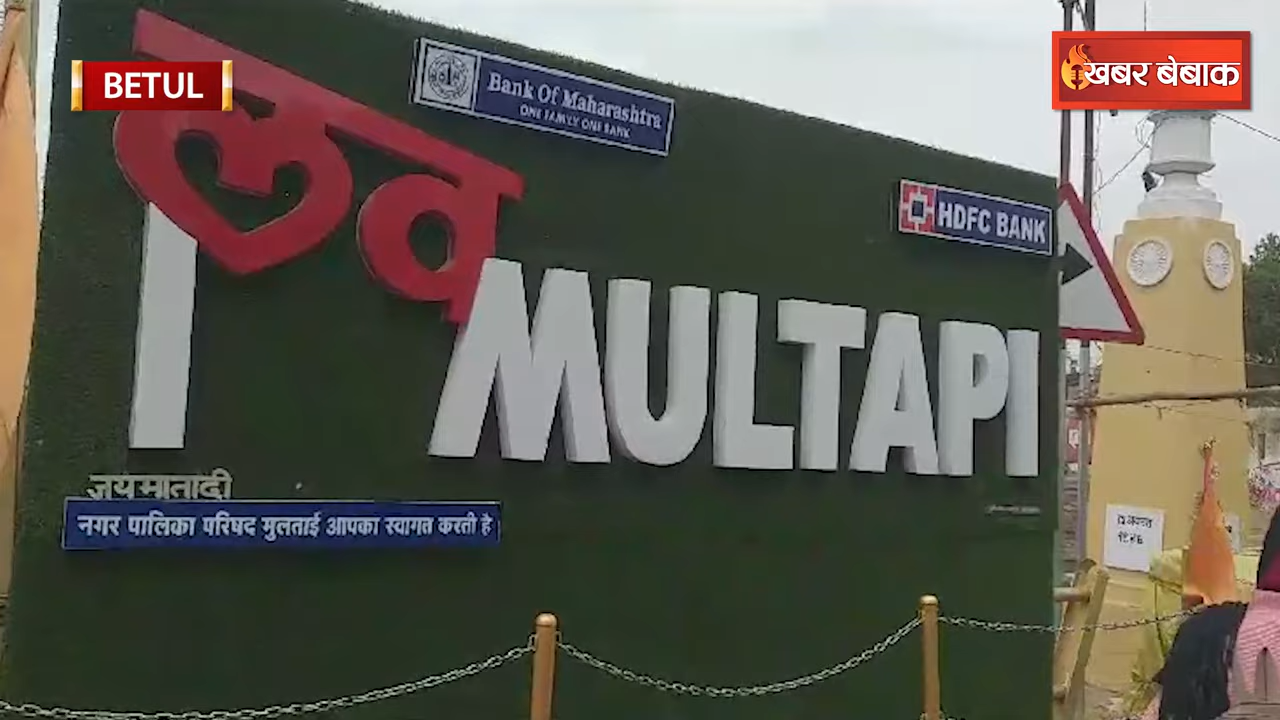 BETUL
खबर बेबाक
Bank Of Maharashtra
ONE FAMILY ONE BANK
HDFC BANK
I लव MULTAPI
जय माता दी
नगर पालिका परिषद मुलताई आपका स्वागत करती है